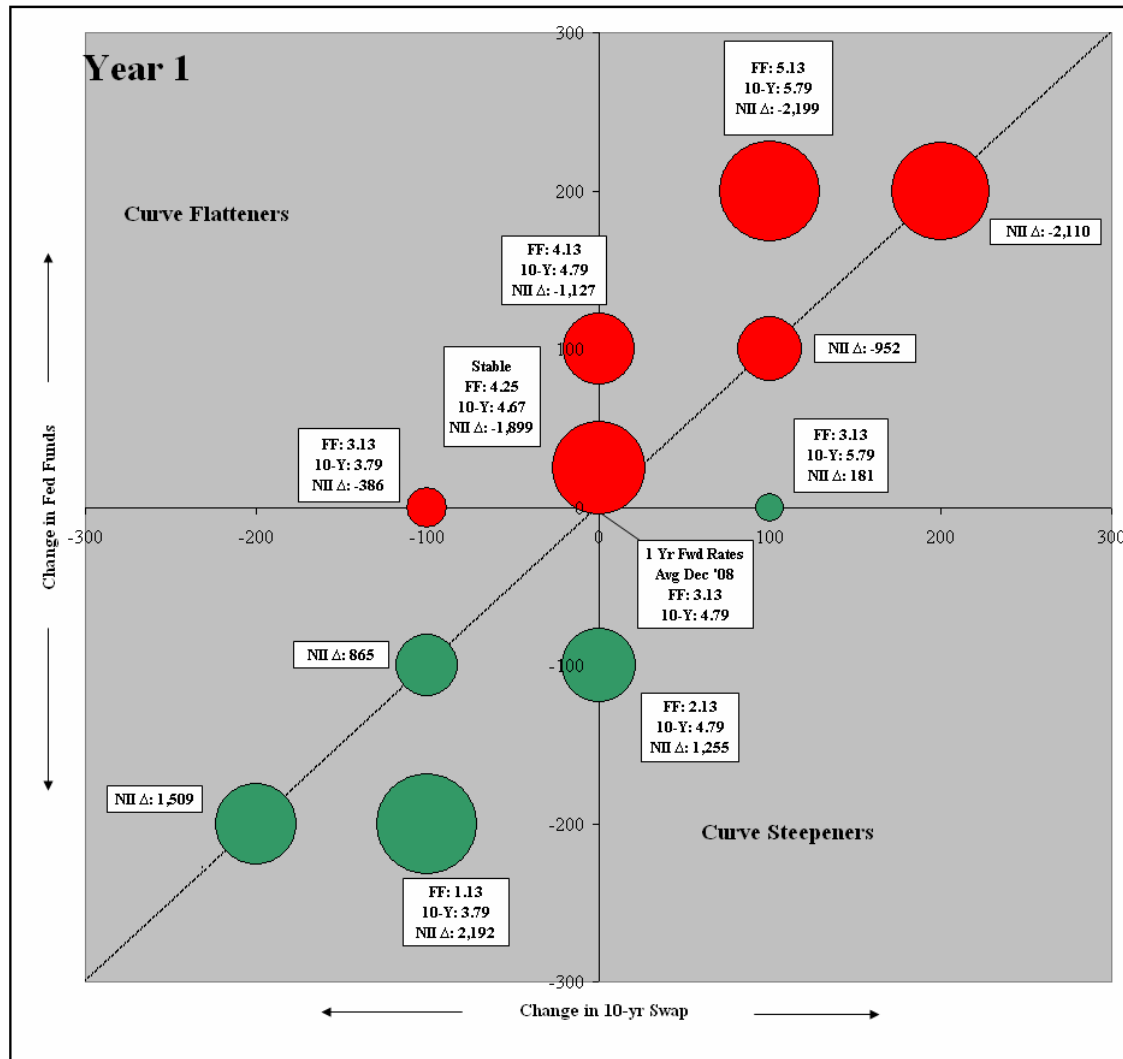 Year 1
300
FF: 5.13
10-Y: 5.79
NII Δ: -2,199
Curve Flatteners
200
NII Δ: -2,110
FF: 4.13
10-Y: 4.79
NII Δ: -1,127
100
NII Δ: -952
Stable
FF: 4.25
10-Y: 4.67
NII Δ: -1,899
FF: 3.13
10-Y: 3.79
NII Δ: -386
FF: 3.13
10-Y: 5.79
NII Δ: 181
0
-300
-200
-100
0
100
200
300
Change in Fed Funds
1 Yr Fwd Rates
Avg Dec '08
FF: 3.13
10-Y: 4.79
NII Δ: 865
-100
FF: 2.13
10-Y: 4.79
NII Δ: 1,255
NII Δ: 1,509
-200
Curve Steepeners
FF: 1.13
10-Y: 3.79
NII Δ: 2,192
-300
Change in 10-yr Swap